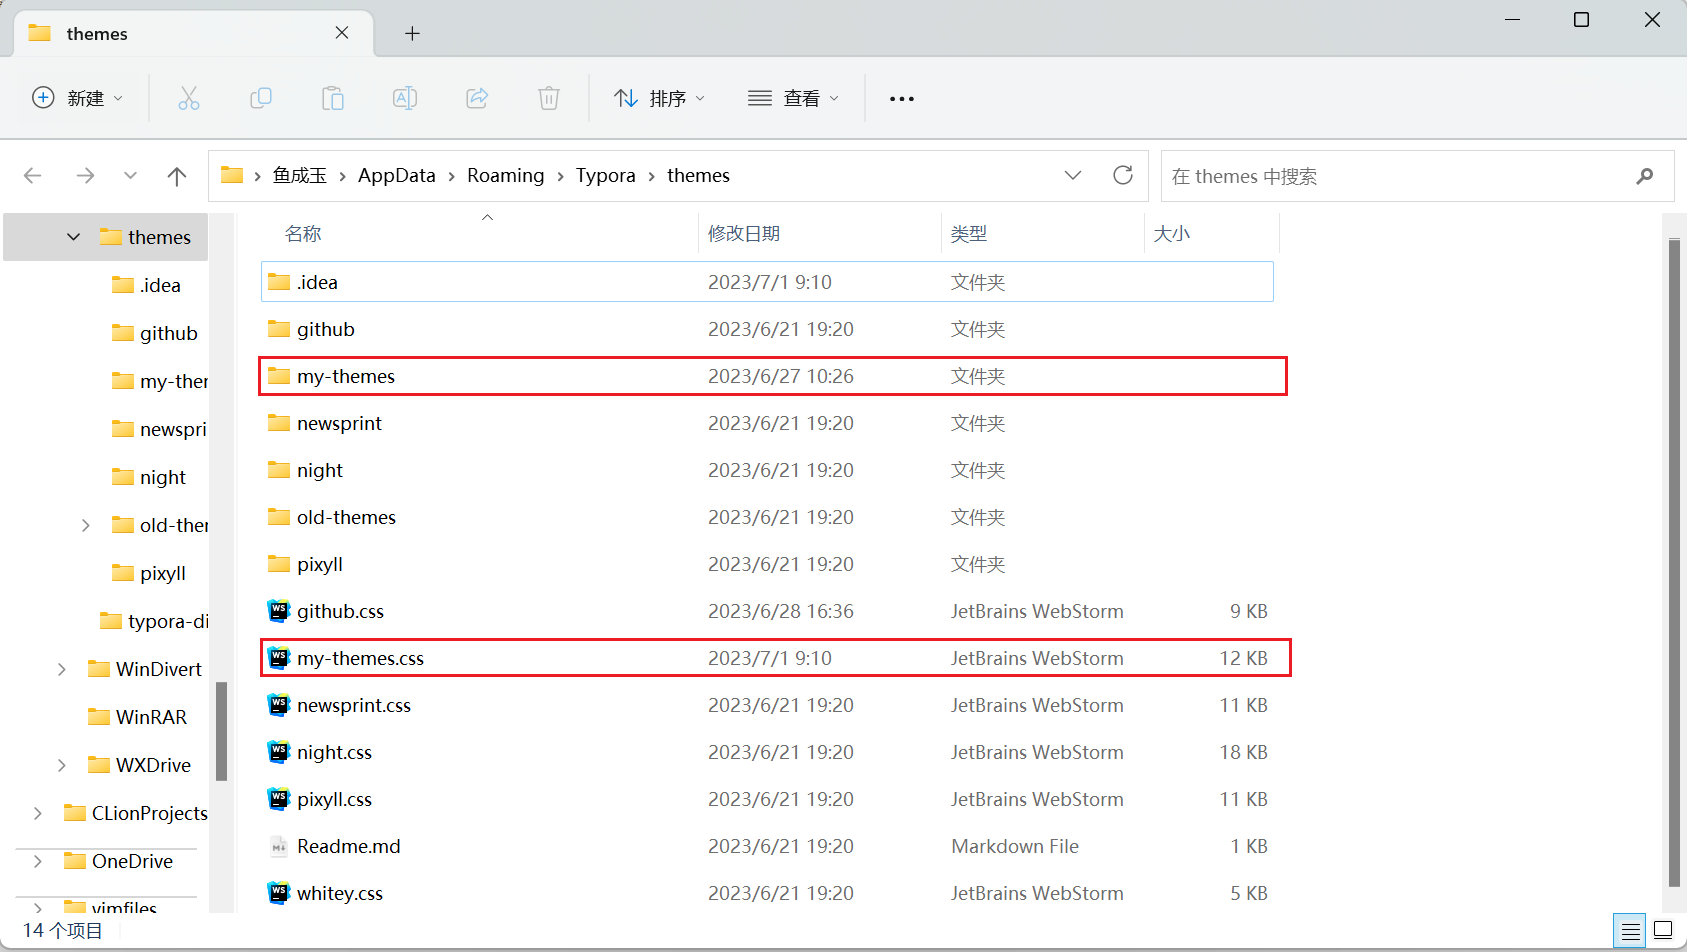 themes
新建
排序
查看
鱼成玉 AppData Roaming Typora themes
在 themes 中搜索
themes
.idea
github
my-ther
newspri
night
old-ther
pixyll
typora-di
WinDivert
WinRAR
WXDrive
CLionProjects
OneDrive
vimfiles
名称 修改日期 类型 大小
.idea 2023/7/1 9:10 文件夹
github 2023/6/21 19:20 文件夹
my-themes 2023/6/27 10:26 文件夹
newsprint 2023/6/21 19:20 文件夹
night 2023/6/21 19:20 文件夹
old-themes 2023/6/21 19:20 文件夹
pixyll 2023/6/21 19:20 文件夹
github.css 2023/6/28 16:36 JetBrains WebStorm 9 KB
my-themes.css 2023/7/1 9:10 JetBrains WebStorm 12 KB
newsprint.css 2023/6/21 19:20 JetBrains WebStorm 11 KB
night.css 2023/6/21 19:20 JetBrains WebStorm 18 KB
pixyll.css 2023/6/21 19:20 JetBrains WebStorm 11 KB
Readme.md 2023/6/21 19:20 Markdown File 1 KB
whitey.css 2023/6/21 19:20 JetBrains WebStorm 5 KB
14 个项目